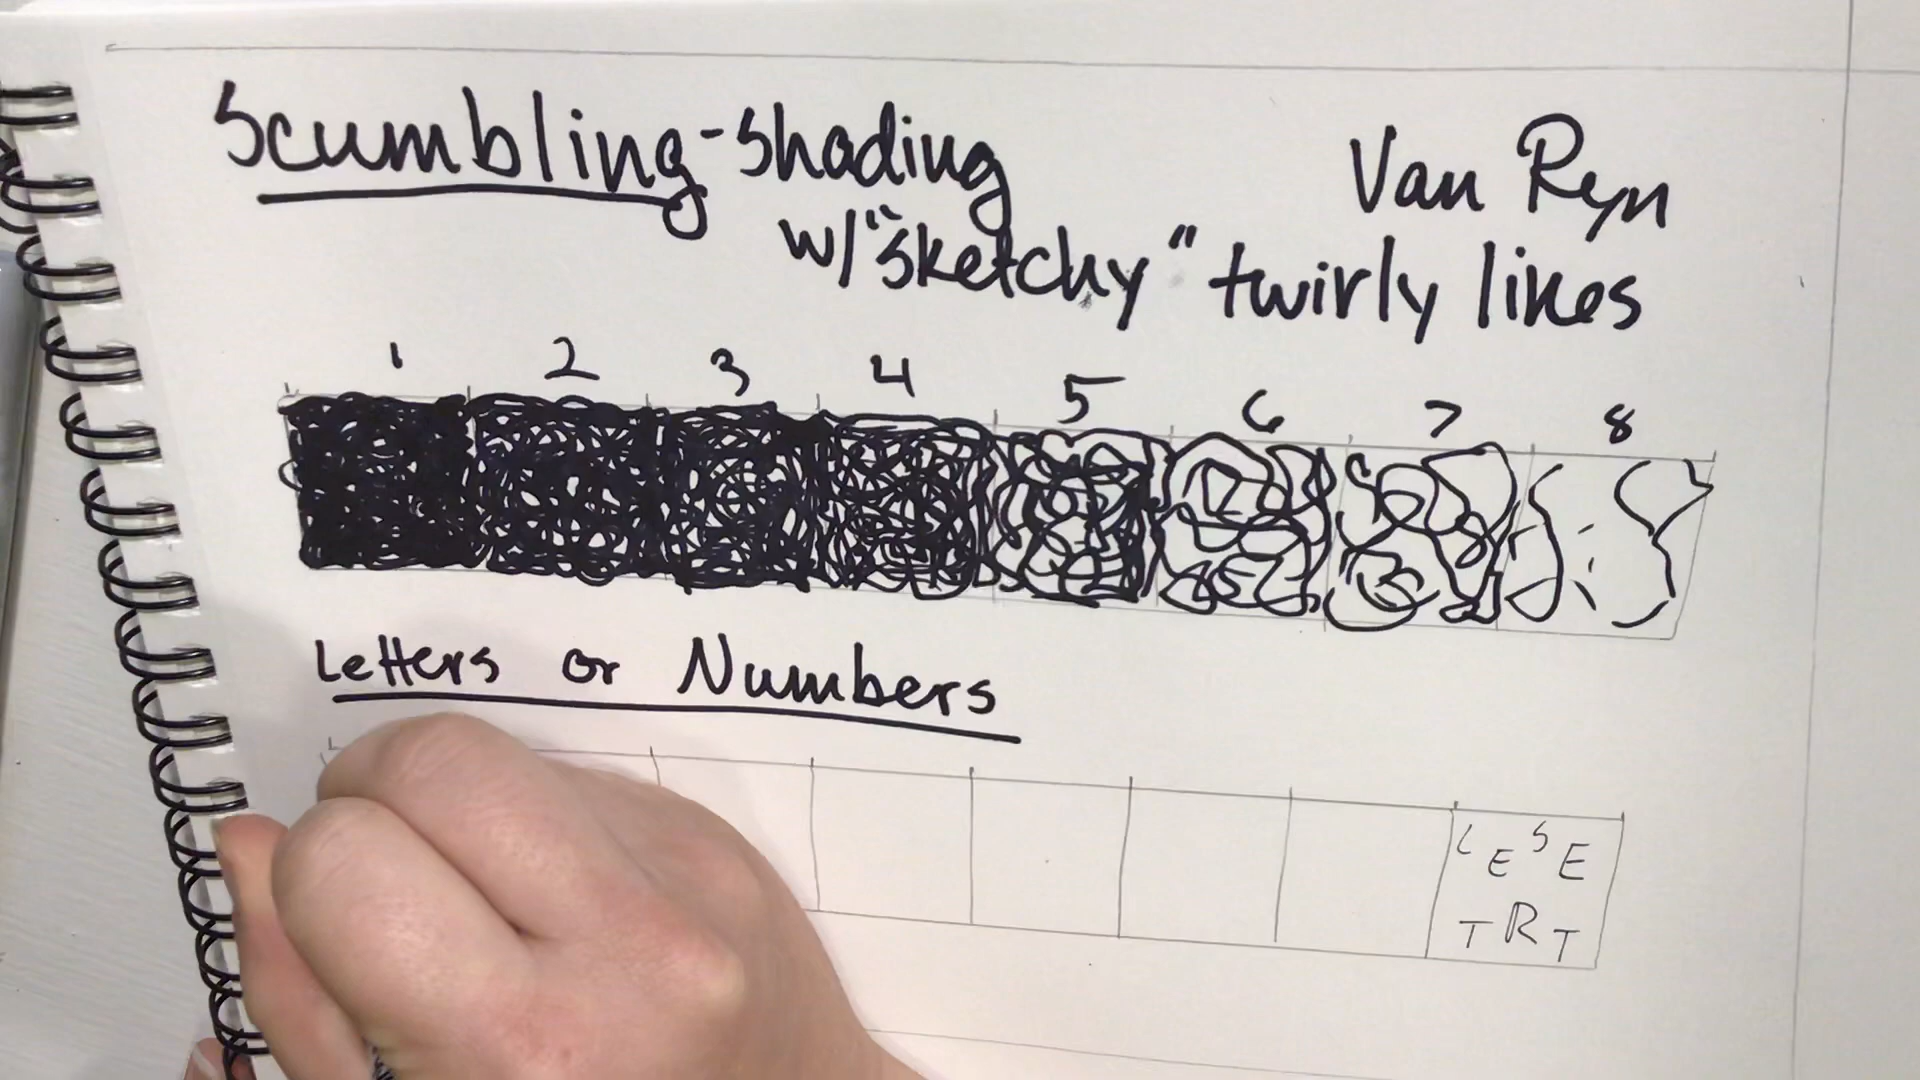 Scumbling-Shading Van Ryn
w/ "sketchy" twirly lines
1 2 3 4 5 6 7 8
Letters or Numbers
L E S E
T R T